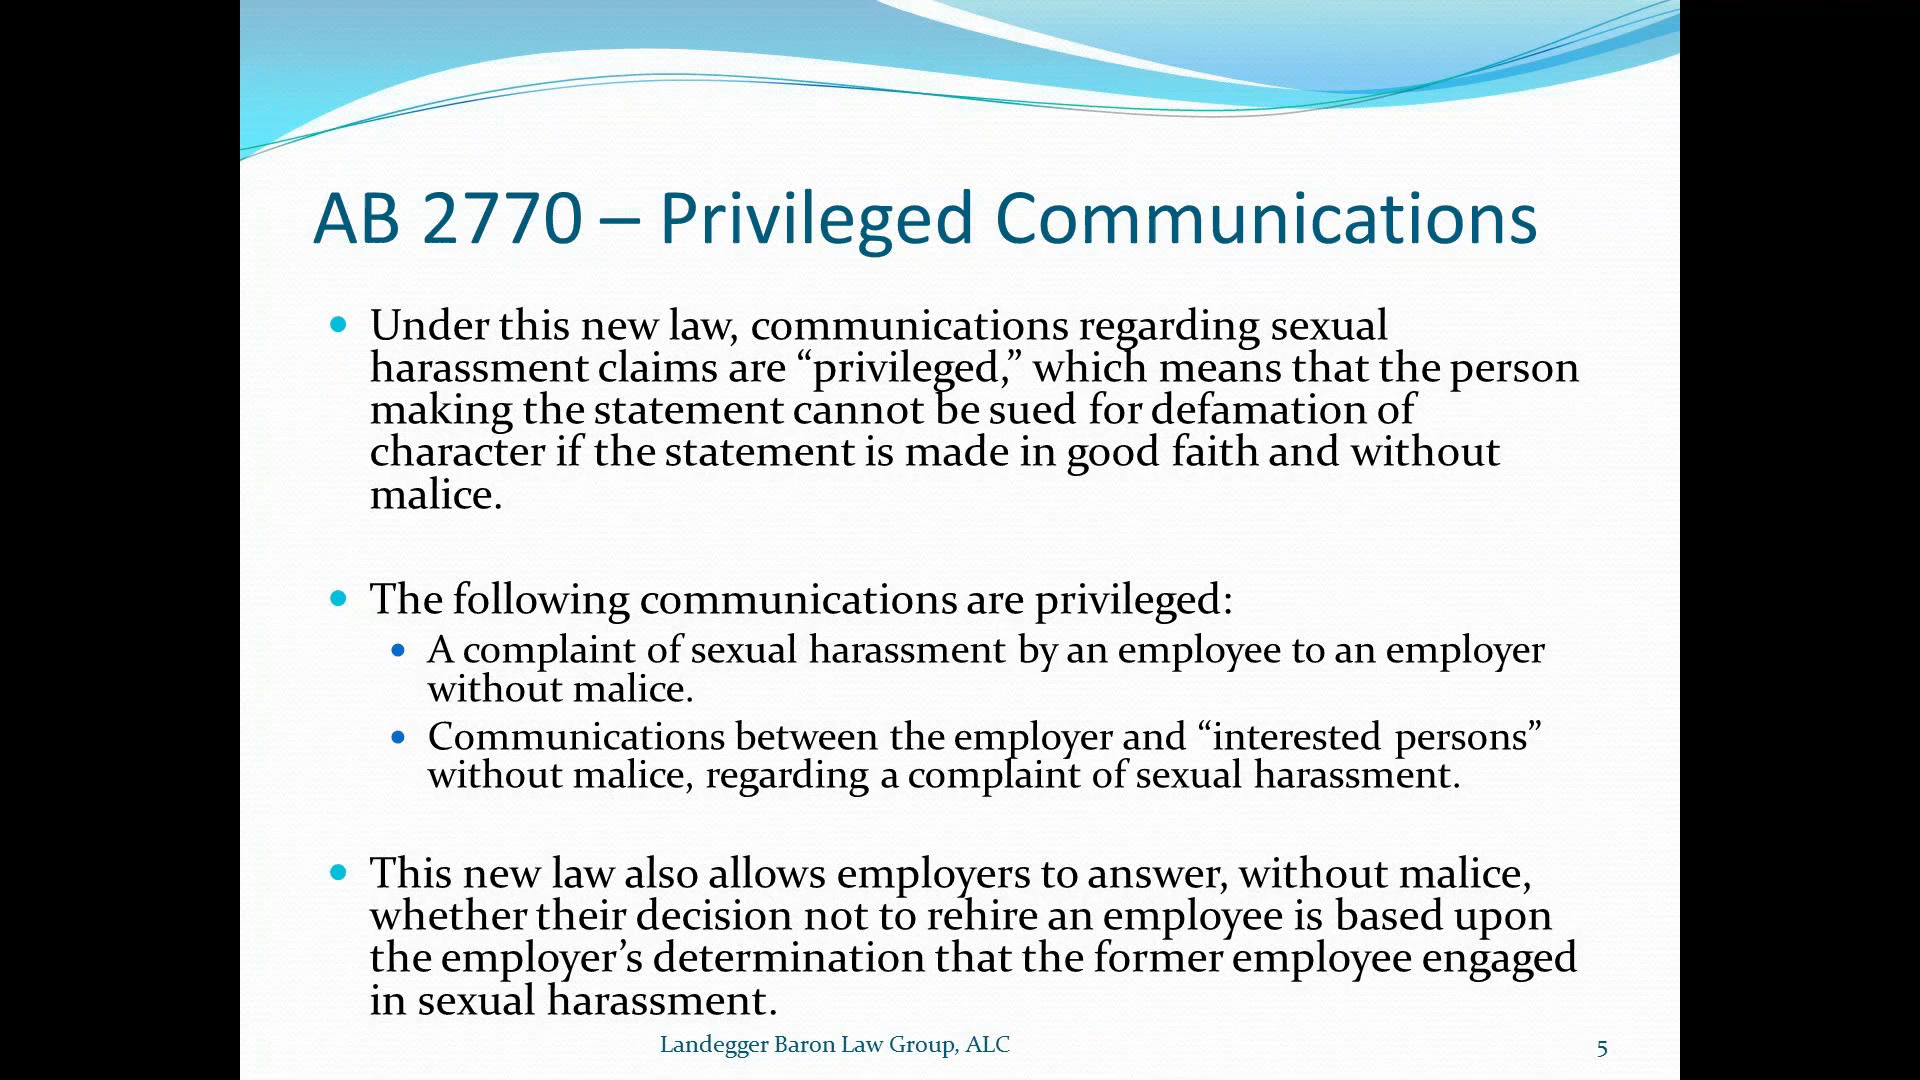 AB 2770 – Privileged Communications
• Under this new law, communications regarding sexual
harassment claims are “privileged,” which means that the person
making the statement cannot be sued for defamation of
character if the statement is made in good faith and without
malice.
• The following communications are privileged:
• A complaint of sexual harassment by an employee to an employer
without malice.
• Communications between the employer and “interested persons”
without malice, regarding a complaint of sexual harassment.
• This new law also allows employers to answer, without malice,
whether their decision not to rehire an employee is based upon
the employer’s determination that the former employee engaged
in sexual harassment.
Landegger Baron Law Group, ALC
5